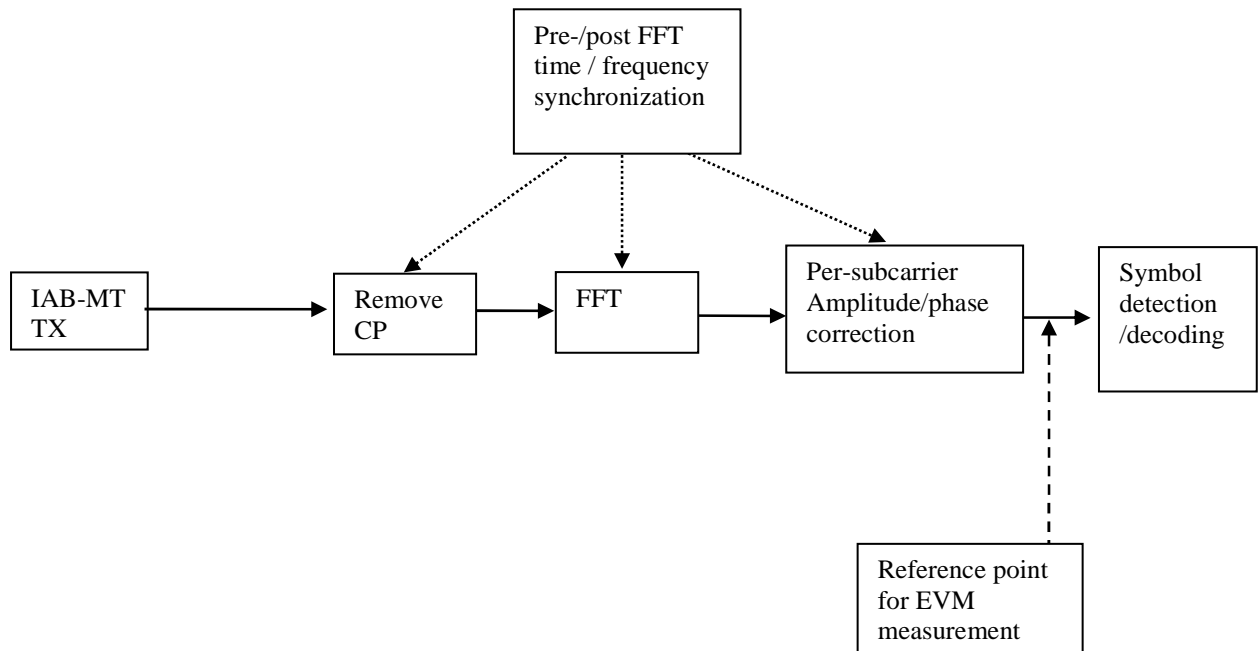 Pre-/post FFT
time / frequency
synchronization
IAB-MT
TX
Remove
CP
FFT
Per-subcarrier
Amplitude/phase
correction
Symbol
detection
/decoding
Reference point
for EVM
measurement